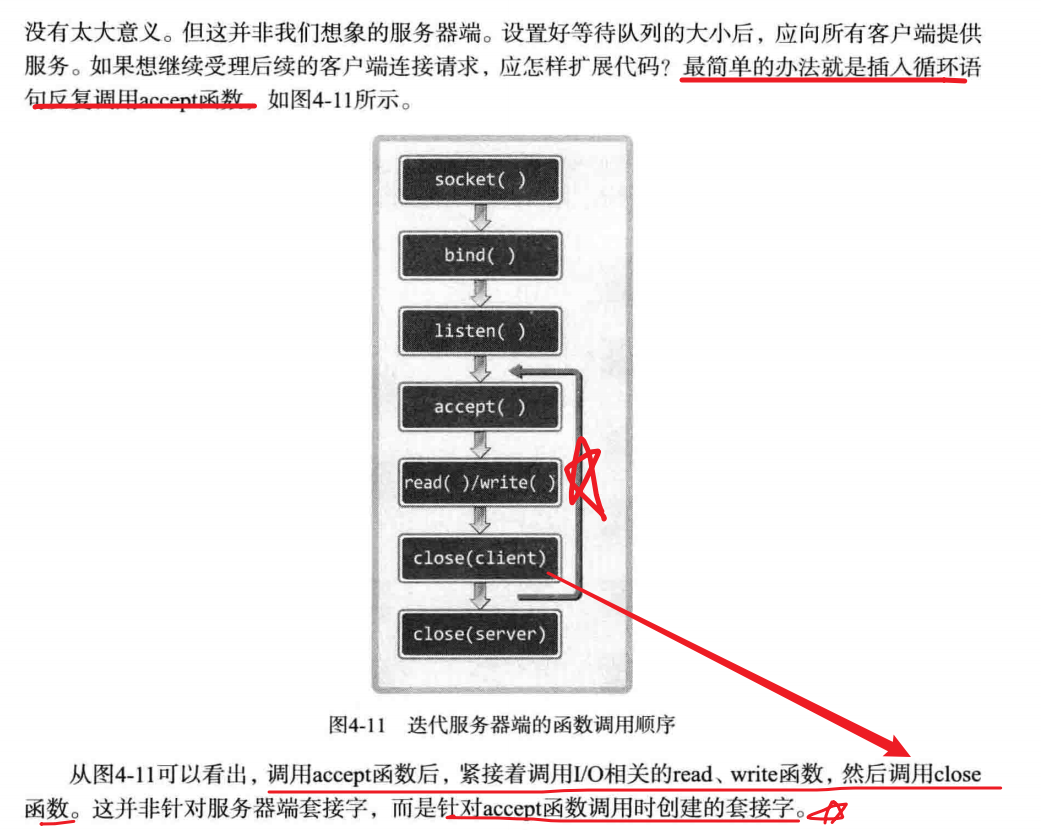 没有太大意义。但这并非我们想象的服务器端。设置好等待队列的大小后，应向所有客户端提供
服务。如果想继续受理后续的客户端连接请求，应怎样扩展代码？最简单的办法就是插入循环语
句反复调用accept函数，如图4-11所示。
socket( )
bind( )
listen( )
accept( )
read( )/write( )
close(client)
close(server)
图4-11 迭代服务器端的函数调用顺序
从图4-11可以看出，调用accept函数后，紧接着调用I/O相关的read、write函数，然后调用close
函数。这并非针对服务器端套接字，而是针对accept函数调用时创建的套接字。